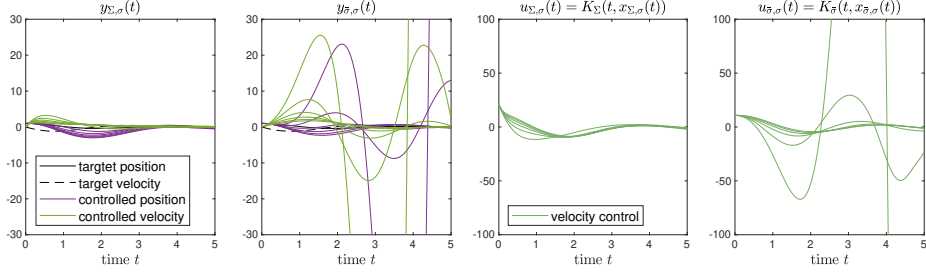 y_{Σ,σ}(t)
30
20
10
0
-10
-20
-30
targtet position
target velocity
controlled position
controlled velocity
0 1 2 3 4 5
time t
y_{σ̄,σ}(t)
30
20
10
0
-10
-20
-30
0 1 2 3 4 5
time t
u_{Σ,σ}(t) = K_Σ(t, x_{Σ,σ}(t))
100
50
0
-50
-100
velocity control
0 1 2 3 4 5
time t
u_{σ̄,σ}(t) = K_{σ̄}(t, x_{σ̄,σ}(t))
100
50
0
-50
-100
0 1 2 3 4 5
time t